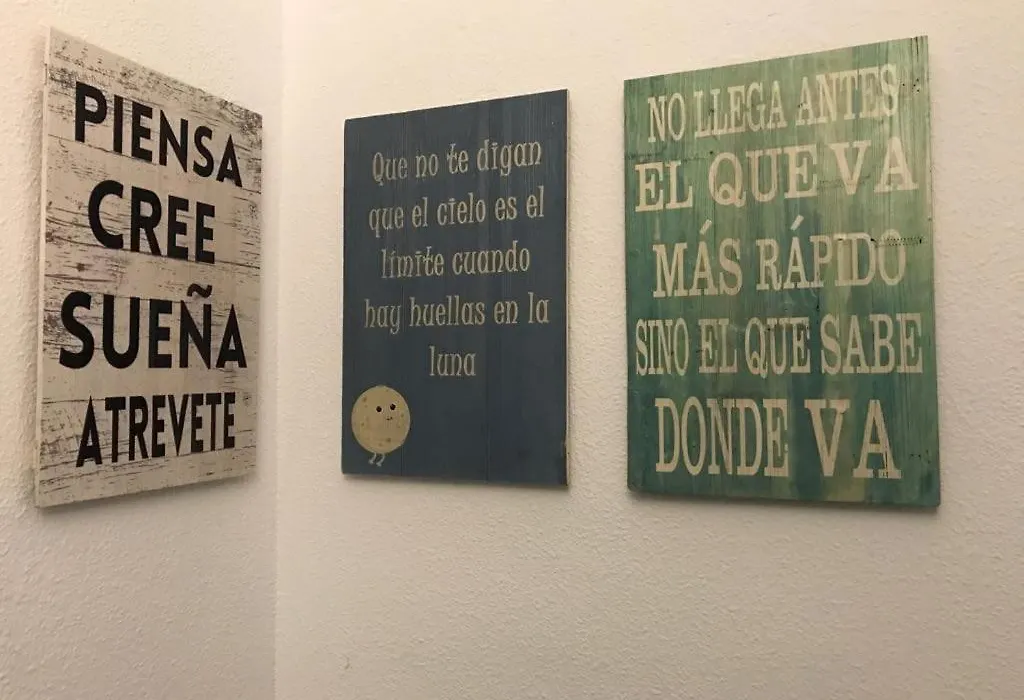 PIENSA
CREE
SUEÑA
ATREVETE
Que no te digan
que el cielo es el
límite cuando
hay huellas en la
luna
NO LLEGA ANTES
EL QUE VA
MÁS RÁPIDO
SINO EL QUE SABE
DONDE VA